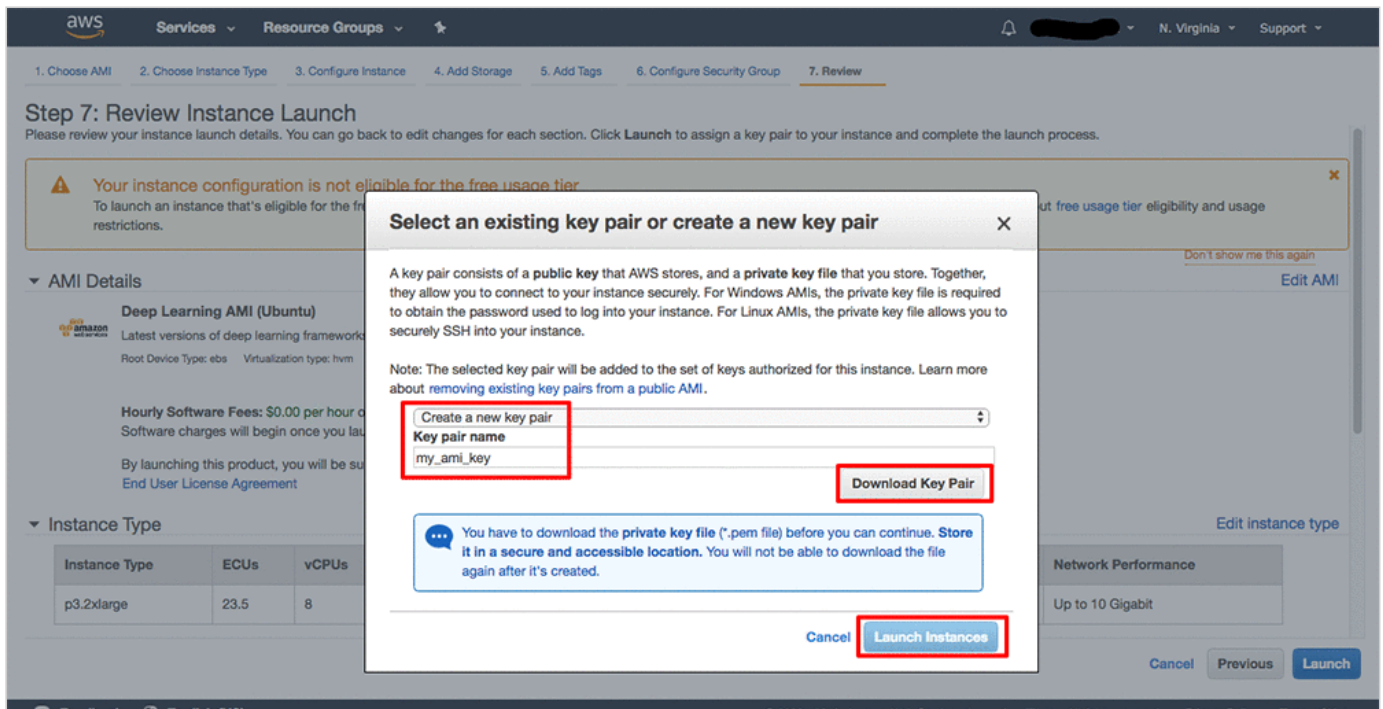 aws Services Resource Groups N. Virginia Support
1. Choose AMI 2. Choose Instance Type 3. Configure Instance 4. Add Storage 5. Add Tags 6. Configure Security Group 7. Review
Step 7: Review Instance Launch
Please review your instance launch details. You can go back to edit changes for each section. Click Launch to assign a key pair to your instance and complete the launch process.
Your instance configuration is not eligible for the free usage tier
To launch an instance that's eligible for the
ut free usage tier eligibility and usage
restrictions.
Don't show me this again
AMI Details
Edit AMI
Deep Learning AMI (Ubuntu)
amazon
web services
Latest versions of deep learning framework
Root Device Type: ebs Virtualization type: hvm
Hourly Software Fees: $0.00 per hour
Software charges will begin once you
By launching this product, you will be
End User License Agreement
Instance Type
Edit instance type
Instance Type ECUs vCPUs
Network Performance
p3.2xlarge 23.5 8
Up to 10 Gigabit
Cancel Previous Launch
Select an existing key pair or create a new key pair
A key pair consists of a public key that AWS stores, and a private key file that you store. Together,
they allow you to connect to your instance securely. For Windows AMIs, the private key file is required
to obtain the password used to log into your instance. For Linux AMIs, the private key file allows you to
securely SSH into your instance.
Note: The selected key pair will be added to the set of keys authorized for this instance. Learn more
about removing existing key pairs from a public AMI.
Create a new key pair
Key pair name
my_ami_key
Download Key Pair
You have to download the private key file (*.pem file) before you can continue. Store
it in a secure and accessible location. You will not be able to download the file
again after it's created.
Cancel Launch Instances